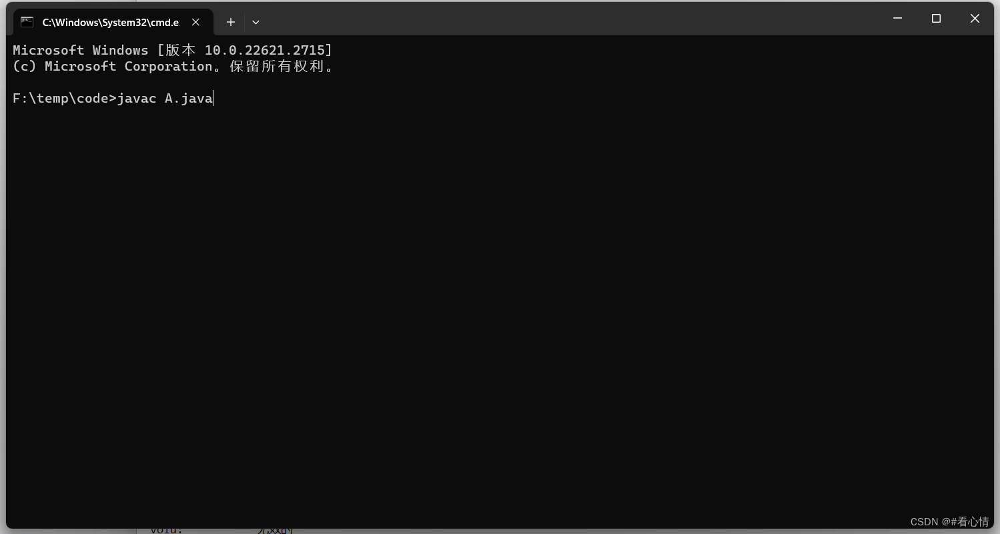 C:\Windows\System32\cmd.e
Microsoft Windows [版本 10.0.22621.2715]
(c) Microsoft Corporation。保留所有权利。
F:\temp\code>javac A.java
CSDN @#看心情
void: